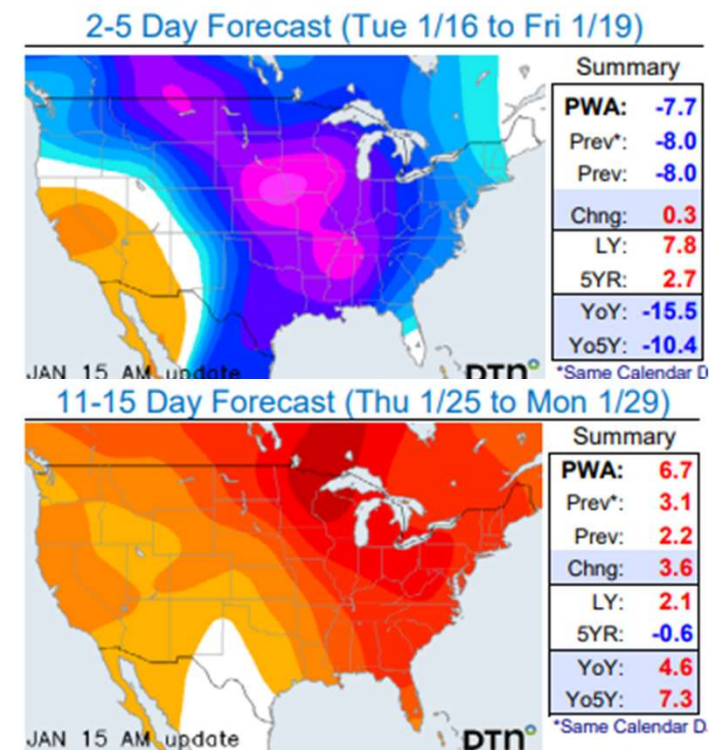 2-5 Day Forecast (Tue 1/16 to Fri 1/19)
Summary
PWA: -7.7
Prev*: -8.0
Prev: -8.0
Chng: 0.3
LY: 7.8
5YR: 2.7
YoY: -15.5
Yo5Y: -10.4
*Same Calendar D
JAN 15 AM update
DTN
11-15 Day Forecast (Thu 1/25 to Mon 1/29)
Summary
PWA: 6.7
Prev*: 3.1
Prev: 2.2
Chng: 3.6
LY: 2.1
5YR: -0.6
YoY: 4.6
Yo5Y: 7.3
*Same Calendar D
JAN 15 AM update
DTN